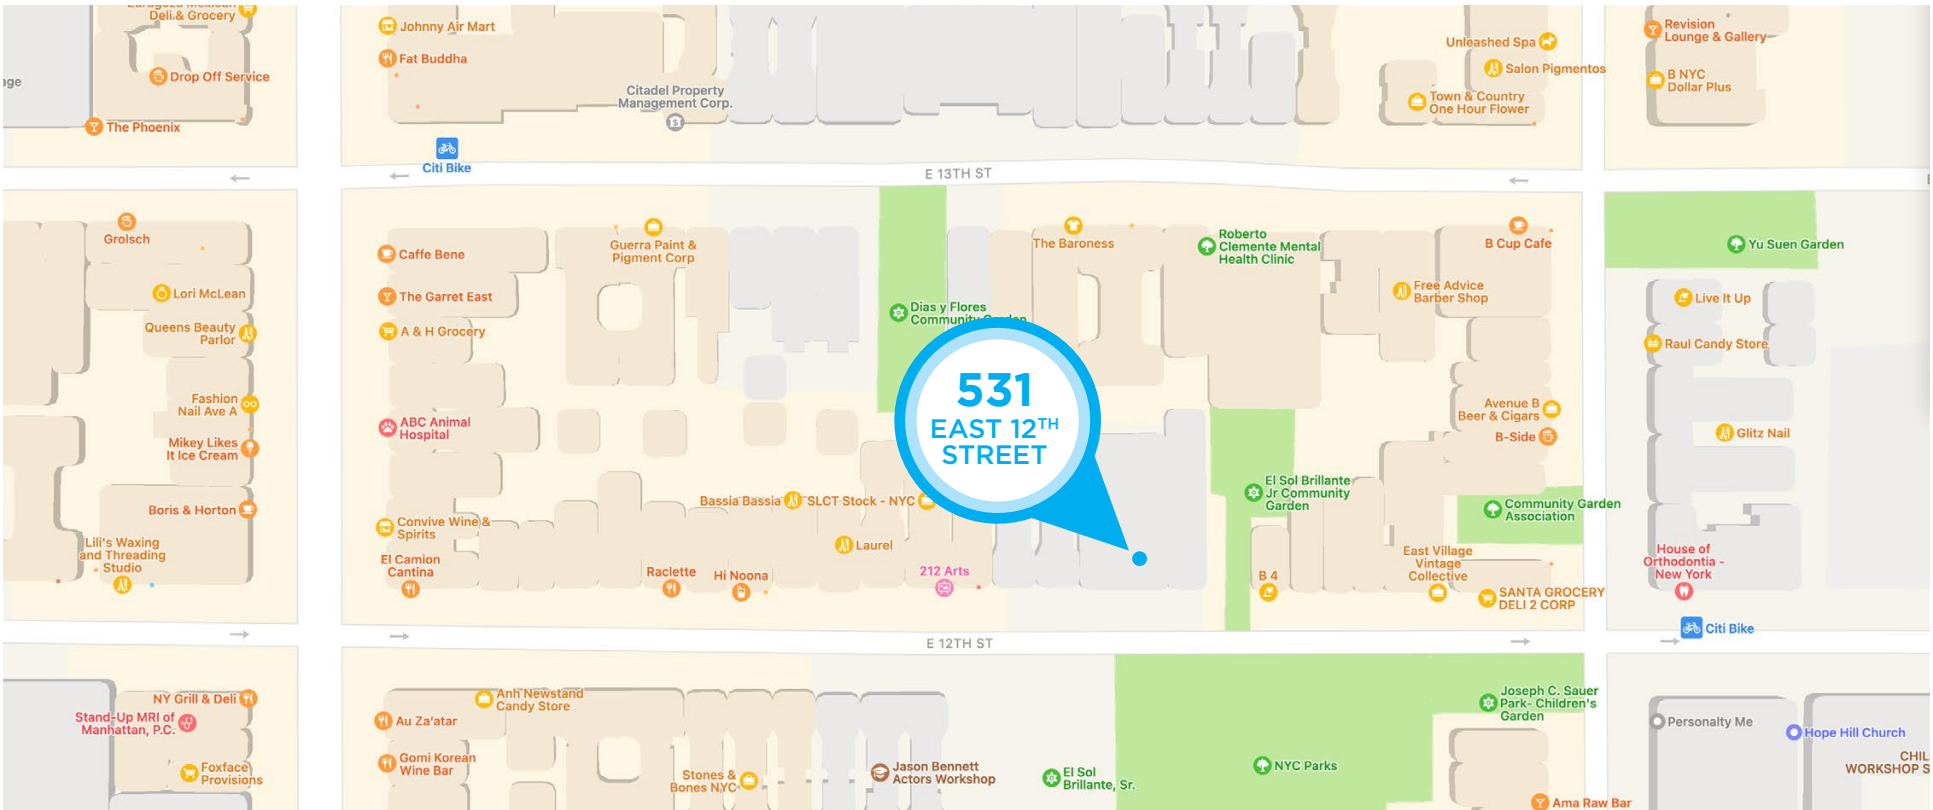 Zaragoza Mexican
Deli & Grocery
Drop Off Service
age
The Phoenix
Johnny Air Mart
Fat Buddha
Citadel Property
Management Corp.
Citi Bike
Unleashed Spa
Salon Pigmentos
Town & Country
One Hour Flower
Revision
Lounge & Gallery
B NYC
Dollar Plus
E 13TH ST
Grolsch
Lori McLean
Queens Beauty
Parlor
Fashion
Nail Ave A
Mikey Likes
It Ice Cream
Boris & Horton
Lili's Waxing
and Threading
Studio
Caffe Bene
The Garret East
A & H Grocery
ABC Animal
Hospital
Convive Wine &
Spirits
El Camion
Cantina
Guerra Paint &
Pigment Corp
Dias y Flores
Community Garden
The Baroness
Roberto
Clemente Mental
Health Clinic
Free Advice
Barber Shop
B Cup Cafe
Yu Suen Garden
Live It Up
Raul Candy Store
531
EAST 12TH
STREET
Avenue B
Beer & Cigars
B-Side
Glitz Nail
Bassia Bassia
SLCT Stock - NYC
Laurel
Raclette
Hi Noona
212 Arts
El Sol Brillante
Jr Community
Garden
Community Garden
Association
B 4
East Village
Vintage
Collective
SANTA GROCERY
DELI 2 CORP
House of
Orthodontia -
New York
Citi Bike
E 12TH ST
NY Grill & Deli
Stand-Up MRI of
Manhattan, P.C.
Foxface
Provisions
Anh Newstand
Candy Store
Au Za'atar
Gomi Korean
Wine Bar
Stones &
Bones NYC
Jason Bennett
Actors Workshop
El Sol
Brillante, Sr.
NYC Parks
Joseph C. Sauer
Park- Children's
Garden
Ama Raw Bar
Personalty Me
Hope Hill Church
CHIL
WORKSHOP S